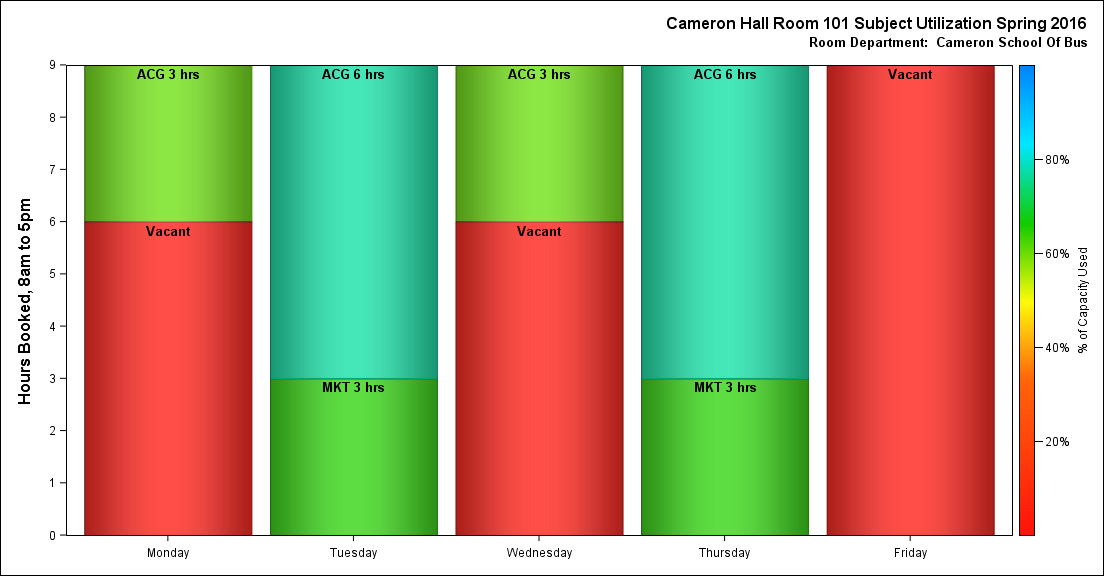 Cameron Hall Room 101 Subject Utilization Spring 2016
Room Department:  Cameron School Of Bus
Hours Booked, 8am to 5pm
9
8
7
6
5
4
3
2
1
0
ACG 3 hrs
Vacant
ACG 6 hrs
MKT 3 hrs
ACG 3 hrs
Vacant
ACG 6 hrs
MKT 3 hrs
Vacant
Monday
Tuesday
Wednesday
Thursday
Friday
80%
60%
40%
20%
% of Capacity Used